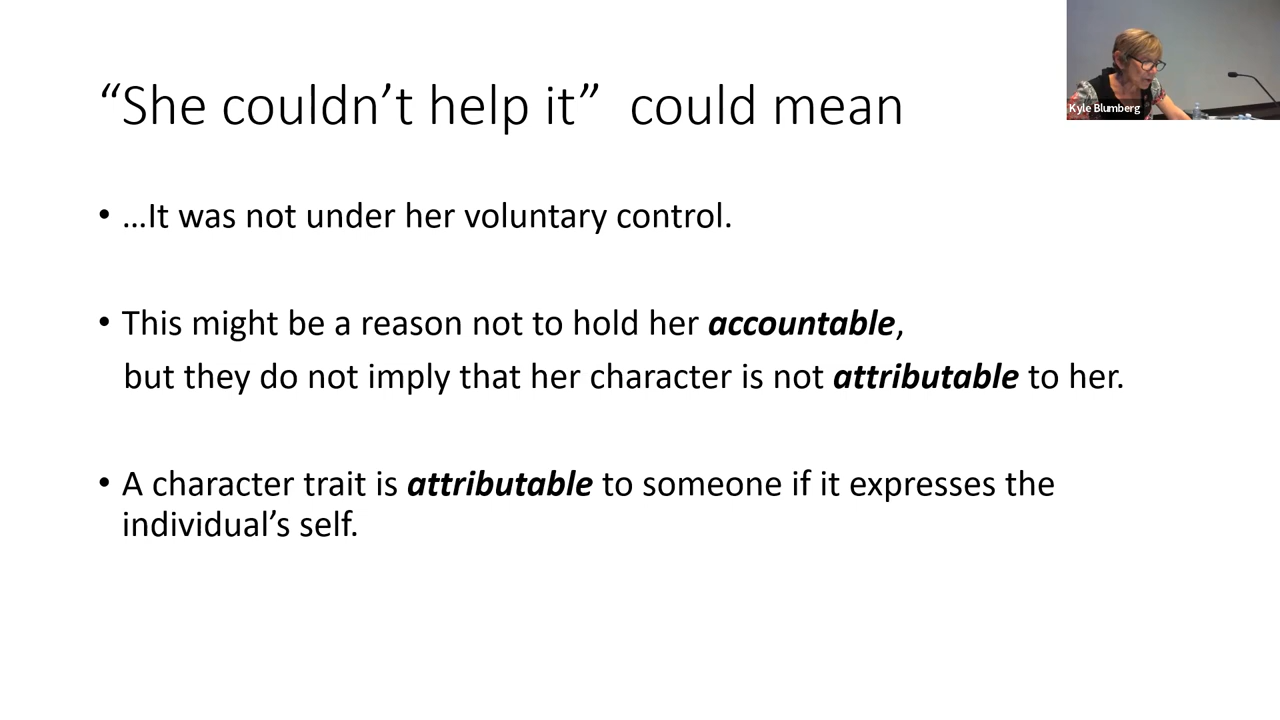 “She couldn’t help it”  could mean
Kyle Blumberg
• …It was not under her voluntary control.
• This might be a reason not to hold her accountable,
but they do not imply that her character is not attributable to her.
• A character trait is attributable to someone if it expresses the
individual’s self.